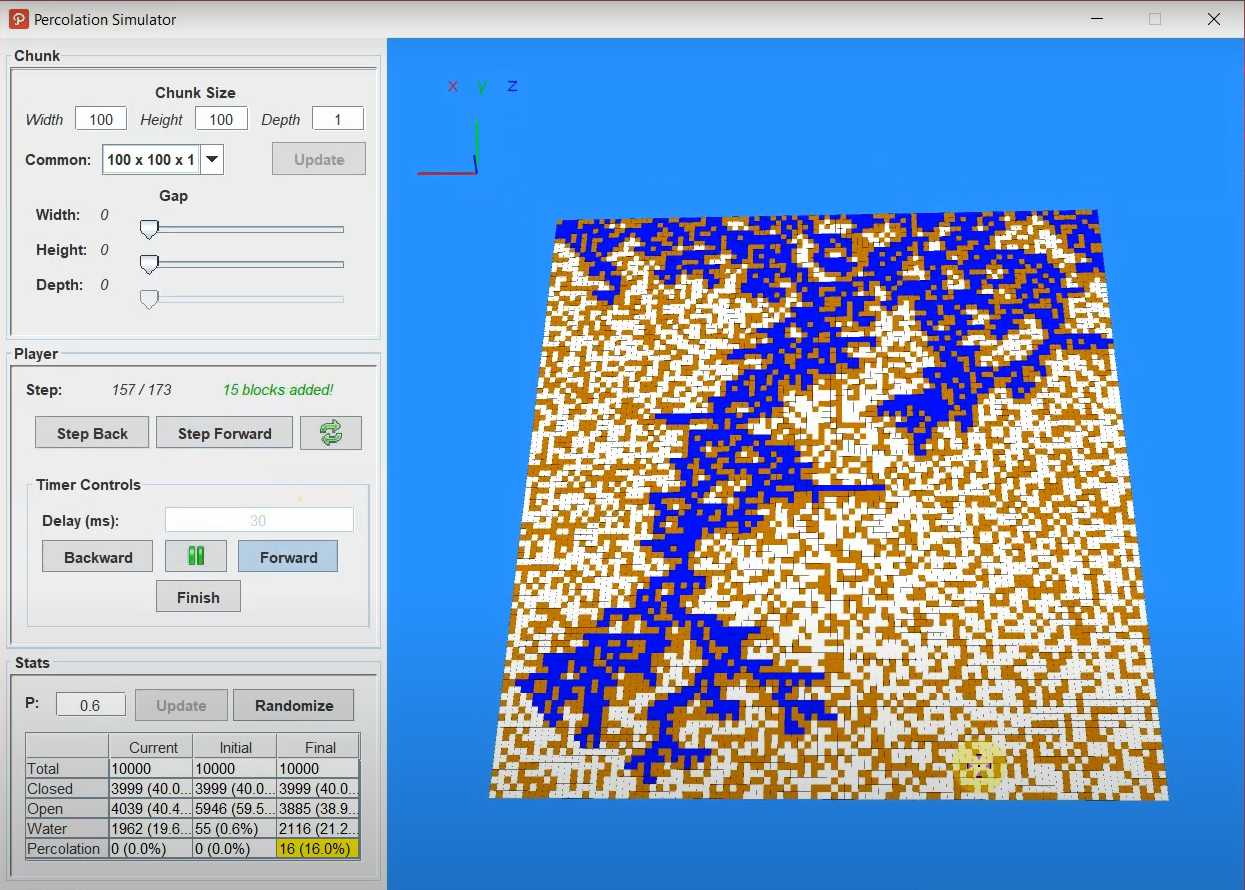 Percolation Simulator
Chunk
Chunk Size
Width 100 Height 100 Depth 1
Common: 100 x 100 x 1 Update
Gap
Width: 0
Height: 0
Depth: 0
Player
Step: 157 / 173 15 blocks added!
Step Back Step Forward
Timer Controls
Delay (ms): 30
Backward Forward
Finish
Stats
P: 0.6 Update Randomize
Current Initial Final
Total 10000 10000 10000
Closed 3999 (40.0... 3999 (40.0... 3999 (40.0...
Open 4039 (40.4... 5946 (59.5... 3885 (38.9...
Water 1962 (19.6... 55 (0.6%) 2116 (21.2...
Percolation 0 (0.0%) 0 (0.0%) 16 (16.0%)
x y z